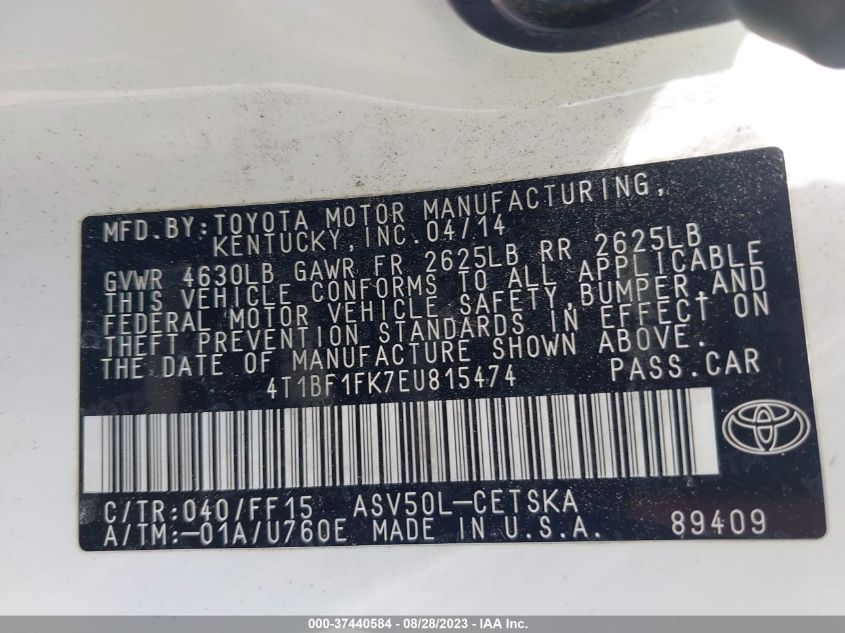 MFD.BY:TOYOTA MOTOR MANUFACTURING,
KENTUCKY,INC.04/14
GVWR 4630LB GAWR FR 2625LB RR 2625LB
THIS VEHICLE CONFORMS TO ALL APPLICABLE
FEDERAL MOTOR VEHICLE SAFETY,BUMPER,AND
THEFT PREVENTION STANDARDS IN EFFECT ON
THE DATE OF MANUFACTURE SHOWN ABOVE.
4T1BF1FK7EU815474 PASS.CAR
C/TR:040/FF15 ASV50L-CETSKA
A/TM:-01A/U760E MADE IN U.S.A. 89409
000-37440584 - 08/28/2023 - IAA Inc.